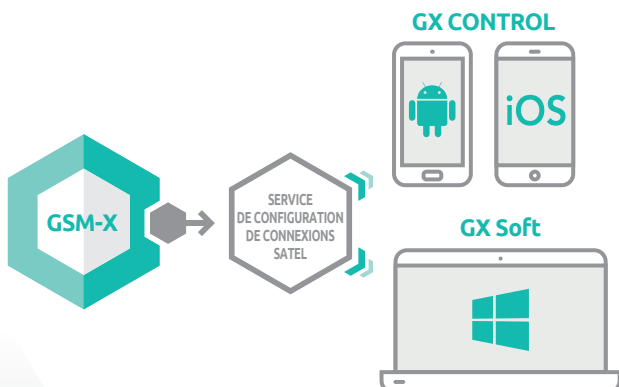 GX CONTROL
iOS
GSM-X
SERVICE
DE CONFIGURATION
DE CONNEXIONS
SATEL
GX Soft